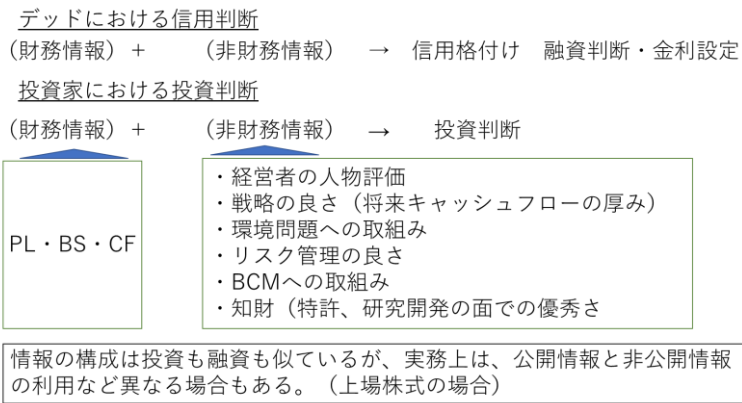 デッドにおける信用判断
（財務情報）＋　（非財務情報）　→　信用格付け　融資判断・金利設定
投資家における投資判断
（財務情報）＋　（非財務情報）　→　投資判断
PL・BS・CF
・経営者の人物評価
・戦略の良さ（将来キャッシュフローの厚み）
・環境問題への取組み
・リスク管理の良さ
・BCMへの取組み
・知財（特許、研究開発の面での優秀さ
情報の構成は投資も融資も似ているが、実務上は、公開情報と非公開情報
の利用など異なる場合もある。（上場株式の場合）